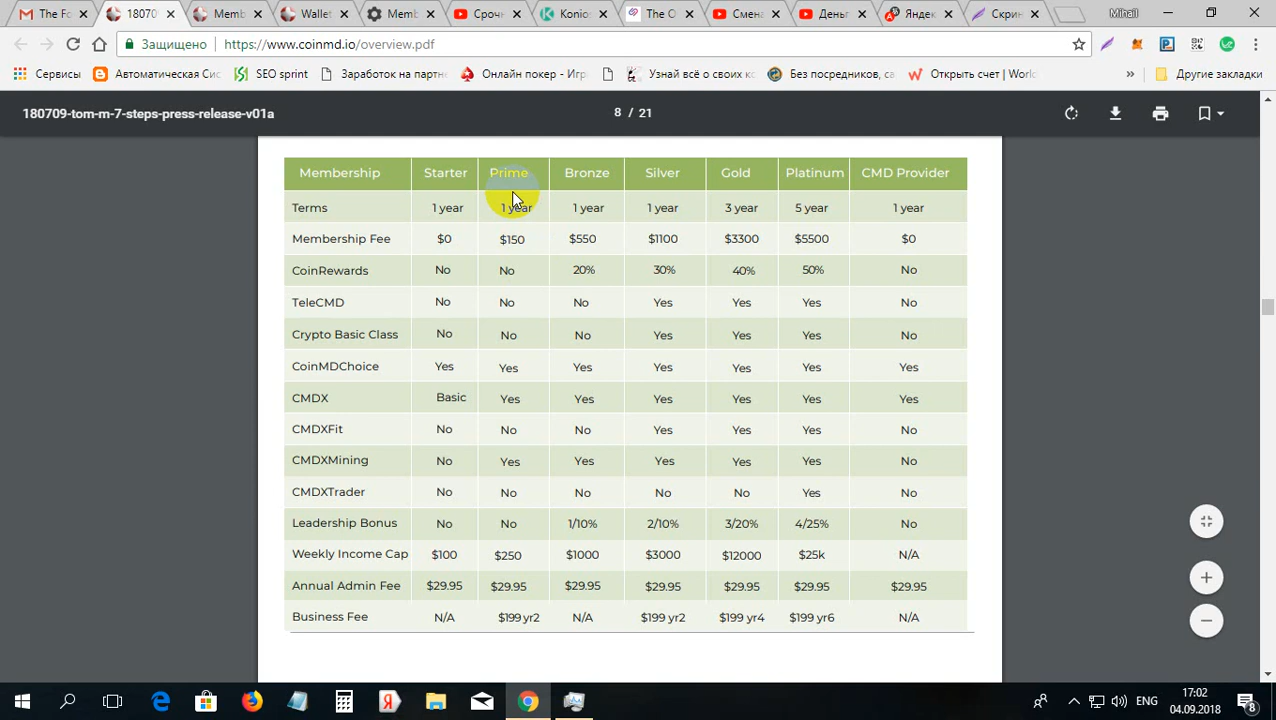 The Fo
180709
Memb
Wallet
Memb
Срочн
Konios
The O
Смена
Деньг
Яндек
Скрин
Mihail
Защищено
https://www.coinmd.io/overview.pdf
Сервисы
Автоматическая Сис
SEO sprint
Заработок на партне
Онлайн покер - Игр
Узнай всё о своих ко
Без посредников, са
Открыть счет | World
»
Другие закладки
180709-tom-m-7-steps-press-release-v01a
8 / 21
Membership Starter Prime Bronze Silver Gold Platinum CMD Provider
Terms 1 year 1 year 1 year 1 year 3 year 5 year 1 year
Membership Fee $0 $150 $550 $1100 $3300 $5500 $0
CoinRewards No No 20% 30% 40% 50% No
TeleCMD No No No Yes Yes Yes No
Crypto Basic Class No No No Yes Yes Yes No
CoinMDChoice Yes Yes Yes Yes Yes Yes Yes
CMDX Basic Yes Yes Yes Yes Yes Yes
CMDXFit No No No Yes Yes Yes No
CMDXMining No Yes Yes Yes Yes Yes No
CMDXTrader No No No No No Yes No
Leadership Bonus No No 1/10% 2/10% 3/20% 4/25% No
Weekly Income Cap $100 $250 $1000 $3000 $12000 $25k N/A
Annual Admin Fee $29.95 $29.95 $29.95 $29.95 $29.95 $29.95 $29.95
Business Fee N/A $199 yr2 N/A $199 yr2 $199 yr4 $199 yr6 N/A
ENG
17:02
04.09.2018
8